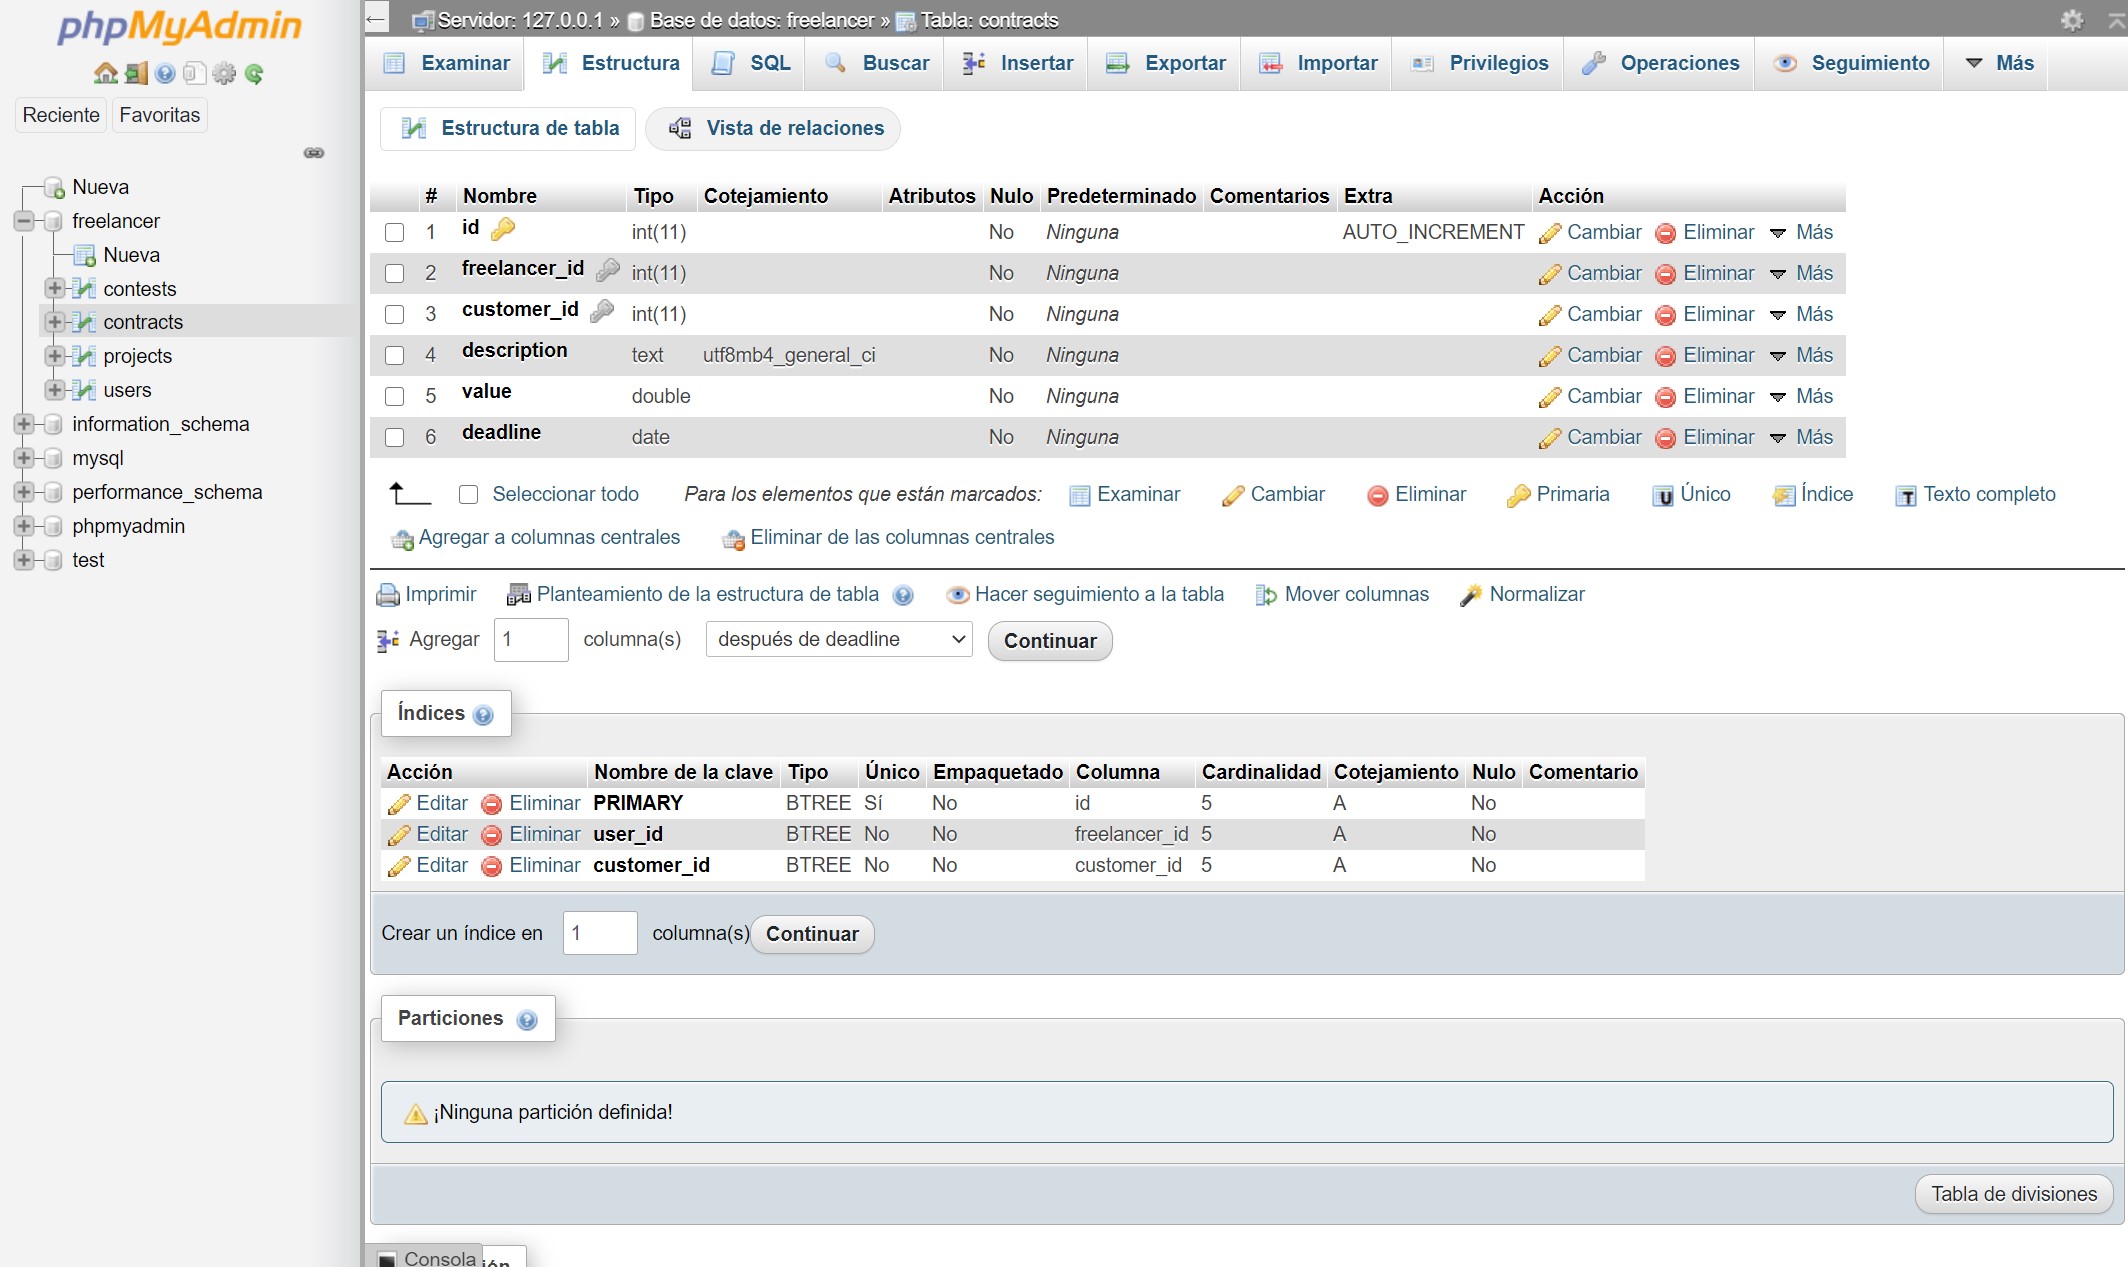 phpMyAdmin
Reciente Favoritas
Nueva
freelancer
Nueva
contests
contracts
projects
users
information_schema
mysql
performance_schema
phpmyadmin
test
Servidor: 127.0.0.1 » Base de datos: freelancer » Tabla: contracts
Examinar Estructura SQL Buscar Insertar Exportar Importar Privilegios Operaciones Seguimiento Más
Estructura de tabla Vista de relaciones
# Nombre Tipo Cotejamiento Atributos Nulo Predeterminado Comentarios Extra Acción
1 id int(11) No Ninguna AUTO_INCREMENT Cambiar Eliminar Más
2 freelancer_id int(11) No Ninguna Cambiar Eliminar Más
3 customer_id int(11) No Ninguna Cambiar Eliminar Más
4 description text utf8mb4_general_ci No Ninguna Cambiar Eliminar Más
5 value double No Ninguna Cambiar Eliminar Más
6 deadline date No Ninguna Cambiar Eliminar Más
Seleccionar todo Para los elementos que están marcados: Examinar Cambiar Eliminar Primaria Único Índice Texto completo
Agregar a columnas centrales Eliminar de las columnas centrales
Imprimir Planteamiento de la estructura de tabla Hacer seguimiento a la tabla Mover columnas Normalizar
Agregar 1 columna(s) después de deadline Continuar
Índices
Acción Nombre de la clave Tipo Único Empaquetado Columna Cardinalidad Cotejamiento Nulo Comentario
Editar Eliminar PRIMARY BTREE Sí No id 5 A No
Editar Eliminar user_id BTREE No No freelancer_id 5 A No
Editar Eliminar customer_id BTREE No No customer_id 5 A No
Crear un índice en 1 columna(s) Continuar
Particiones
¡Ninguna partición definida!
Tabla de divisiones
Consola